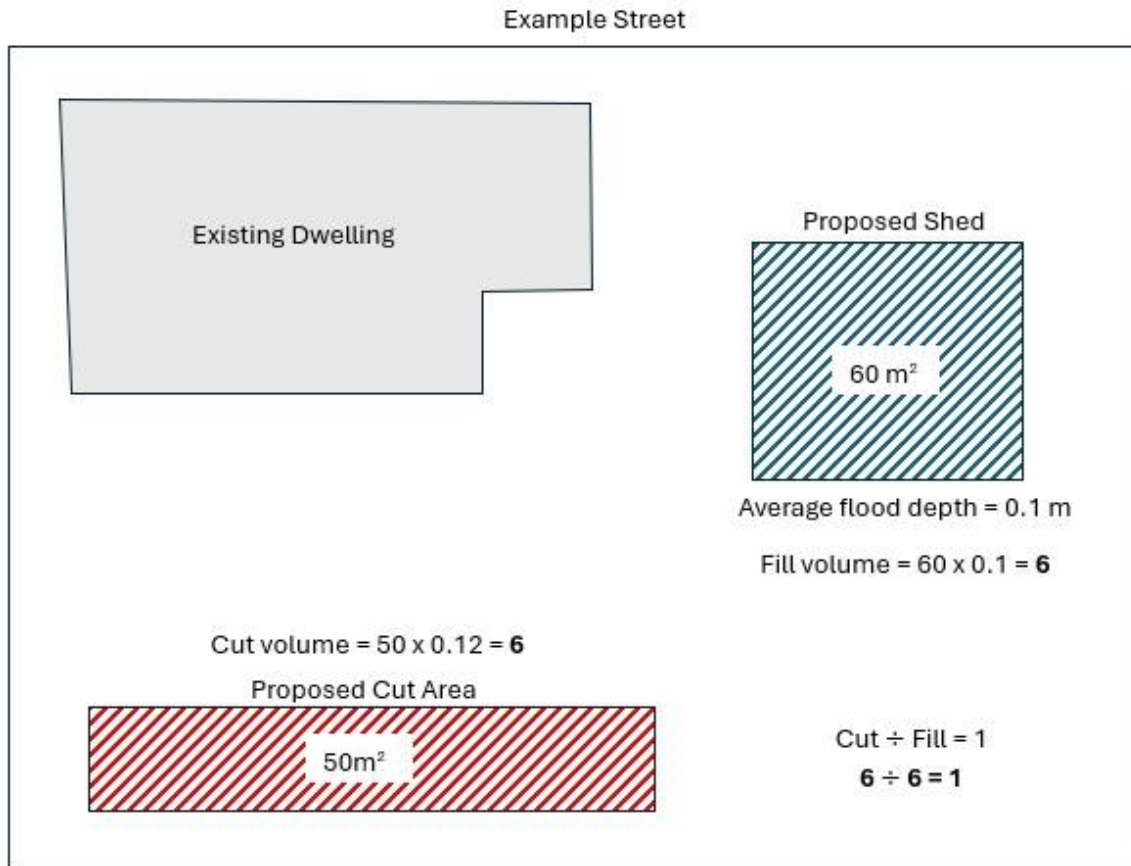 Example Street
Existing Dwelling
Proposed Shed
60 m²
Average flood depth = 0.1 m
Fill volume = 60 x 0.1 = 6
Cut volume = 50 x 0.12 = 6
Proposed Cut Area
50m²
Cut ÷ Fill = 1
6 ÷ 6 = 1